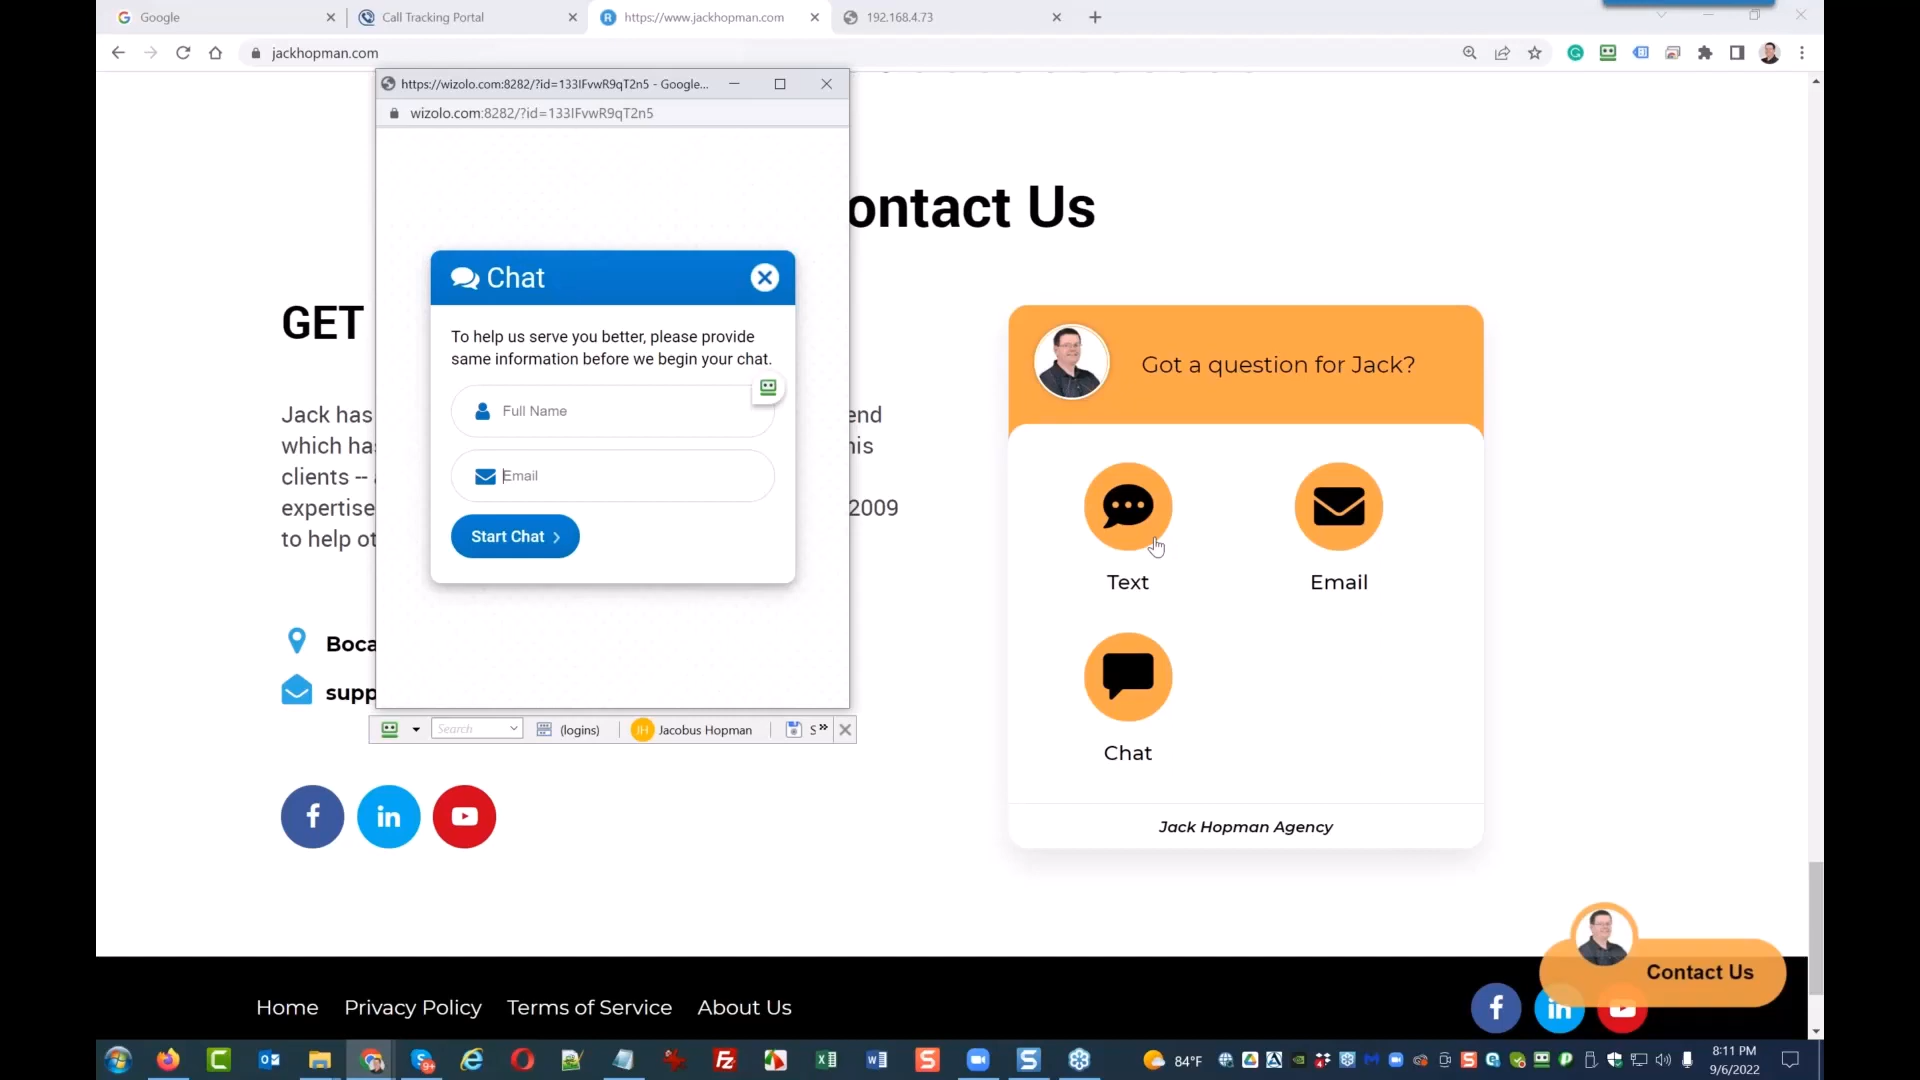 Google
Call Tracking Portal
https://www.jackhopman.com
192.168.4.73
jackhopman.com
https://wizolo.com:8282/?id=133IFvwR9qT2n5 - Google...
wizolo.com:8282/?id=133IFvwR9qT2n5
ontact Us
Chat
To help us serve you better, please provide
same information before we begin your chat.
Full Name
Email
Start Chat
GET
Jack has
end
which ha
his
clients --
expertise
2009
to help ot
Boca
supp
Search
(logins)
JH
Jacobus Hopman
S
Got a question for Jack?
Text
Email
Chat
Jack Hopman Agency
Contact Us
Home
Privacy Policy
Terms of Service
About Us
84°F
8:11 PM
9/6/2022